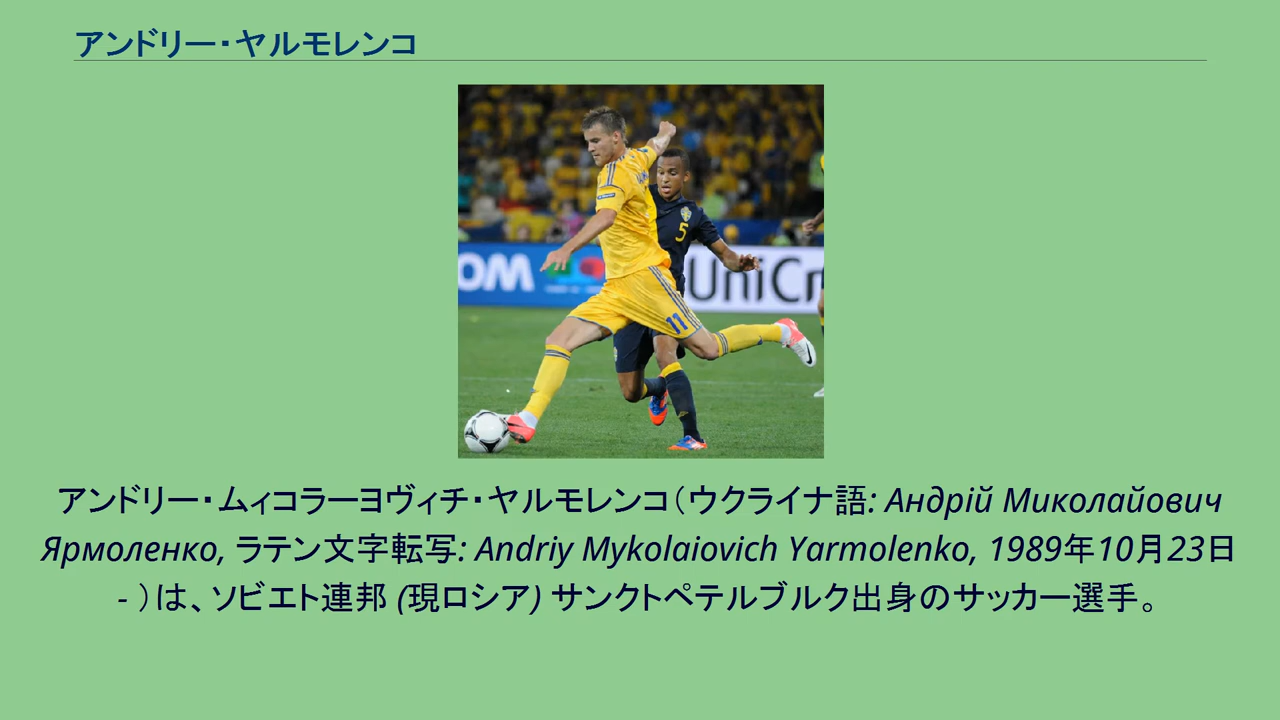 アンドリー・ヤルモレンコ
5
OM
UniCr
11
アンドリー・ムィコラーヨヴィチ・ヤルモレンコ（ウクライナ語: Андрій Миколайович
Ярмоленко, ラテン文字転写: Andriy Mykolaiovich Yarmolenko, 1989年10月23日
- ）は、ソビエト連邦 (現ロシア) サンクトペテルブルク出身のサッカー選手。